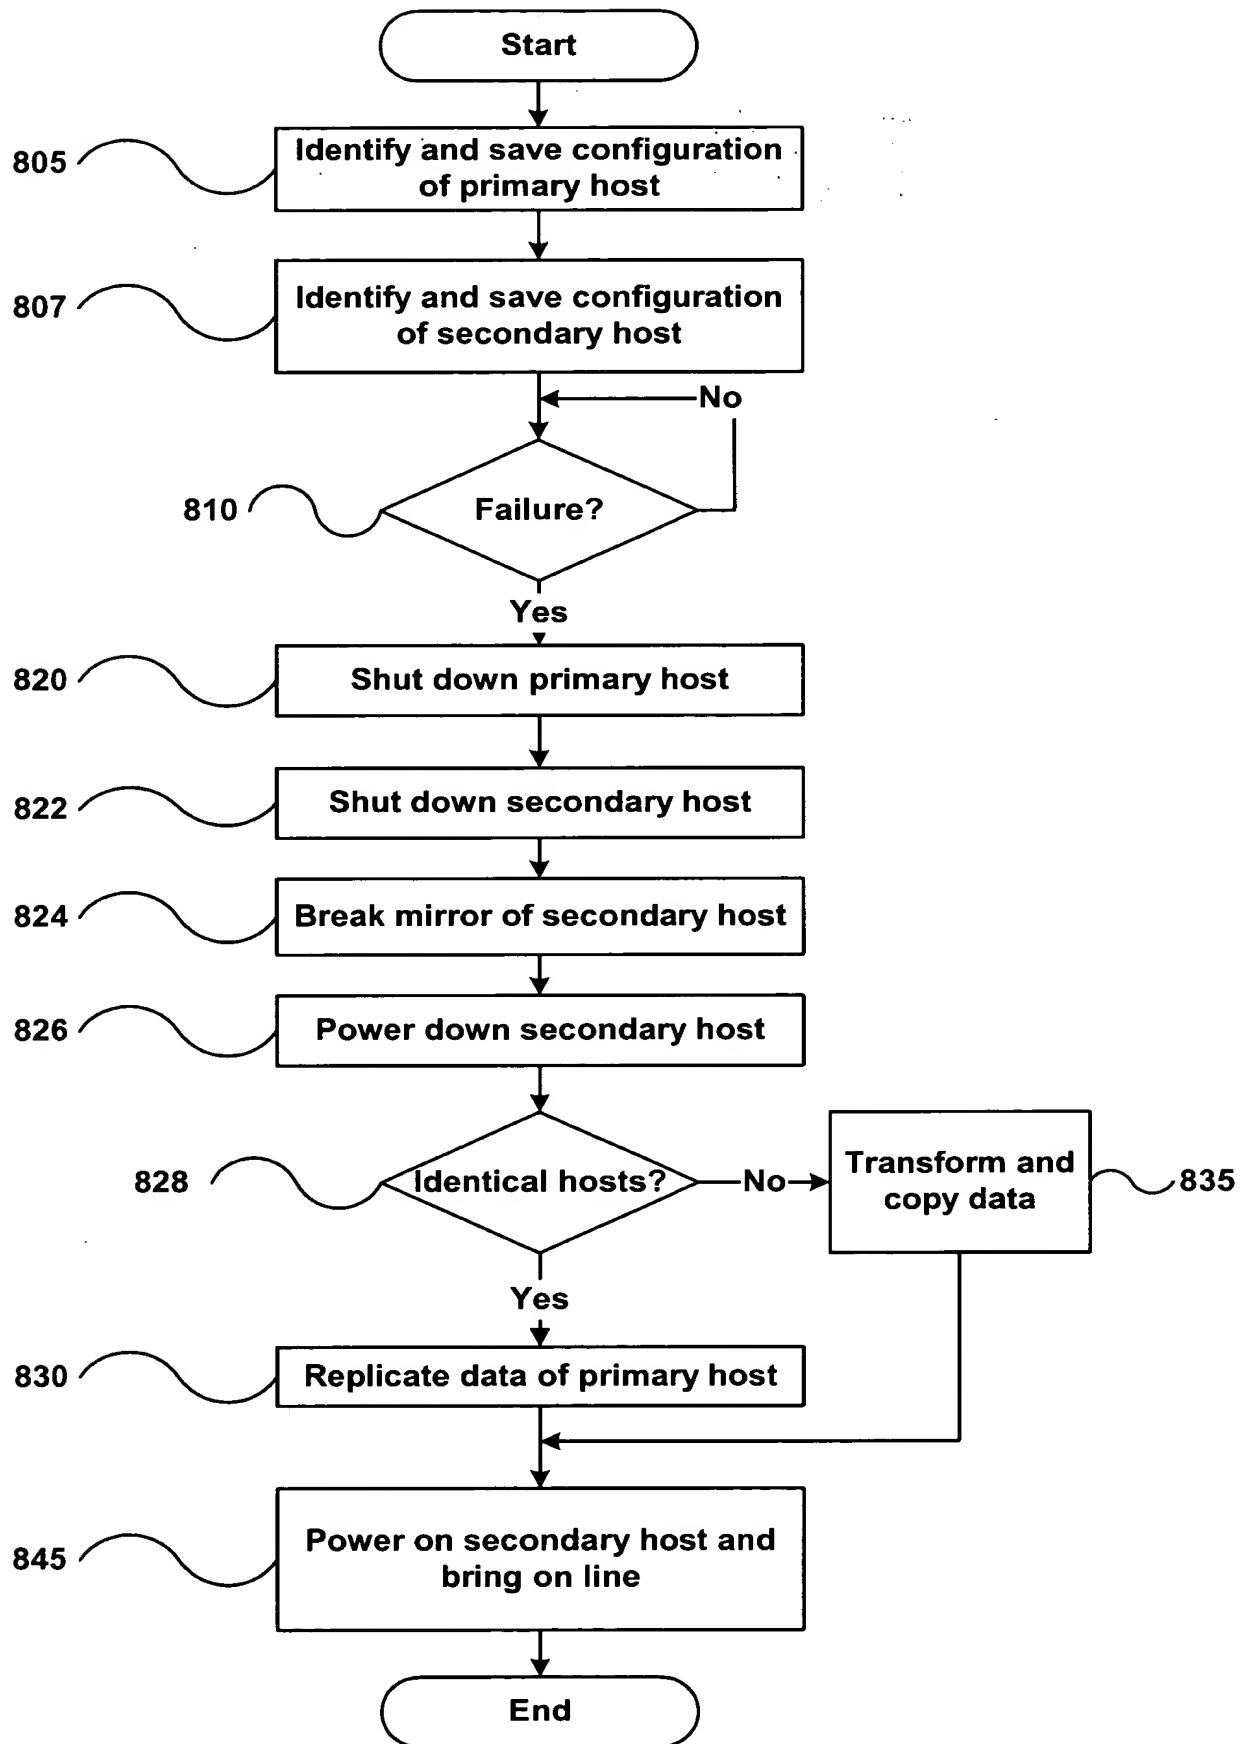 Start
805
Identify and save configuration
of primary host
807
Identify and save configuration
of secondary host
No
810
Failure?
Yes
820
Shut down primary host
822
Shut down secondary host
824
Break mirror of secondary host
826
Power down secondary host
828
Identical hosts?
No
Transform and
copy data
835
Yes
830
Replicate data of primary host
845
Power on secondary host and
bring on line
End